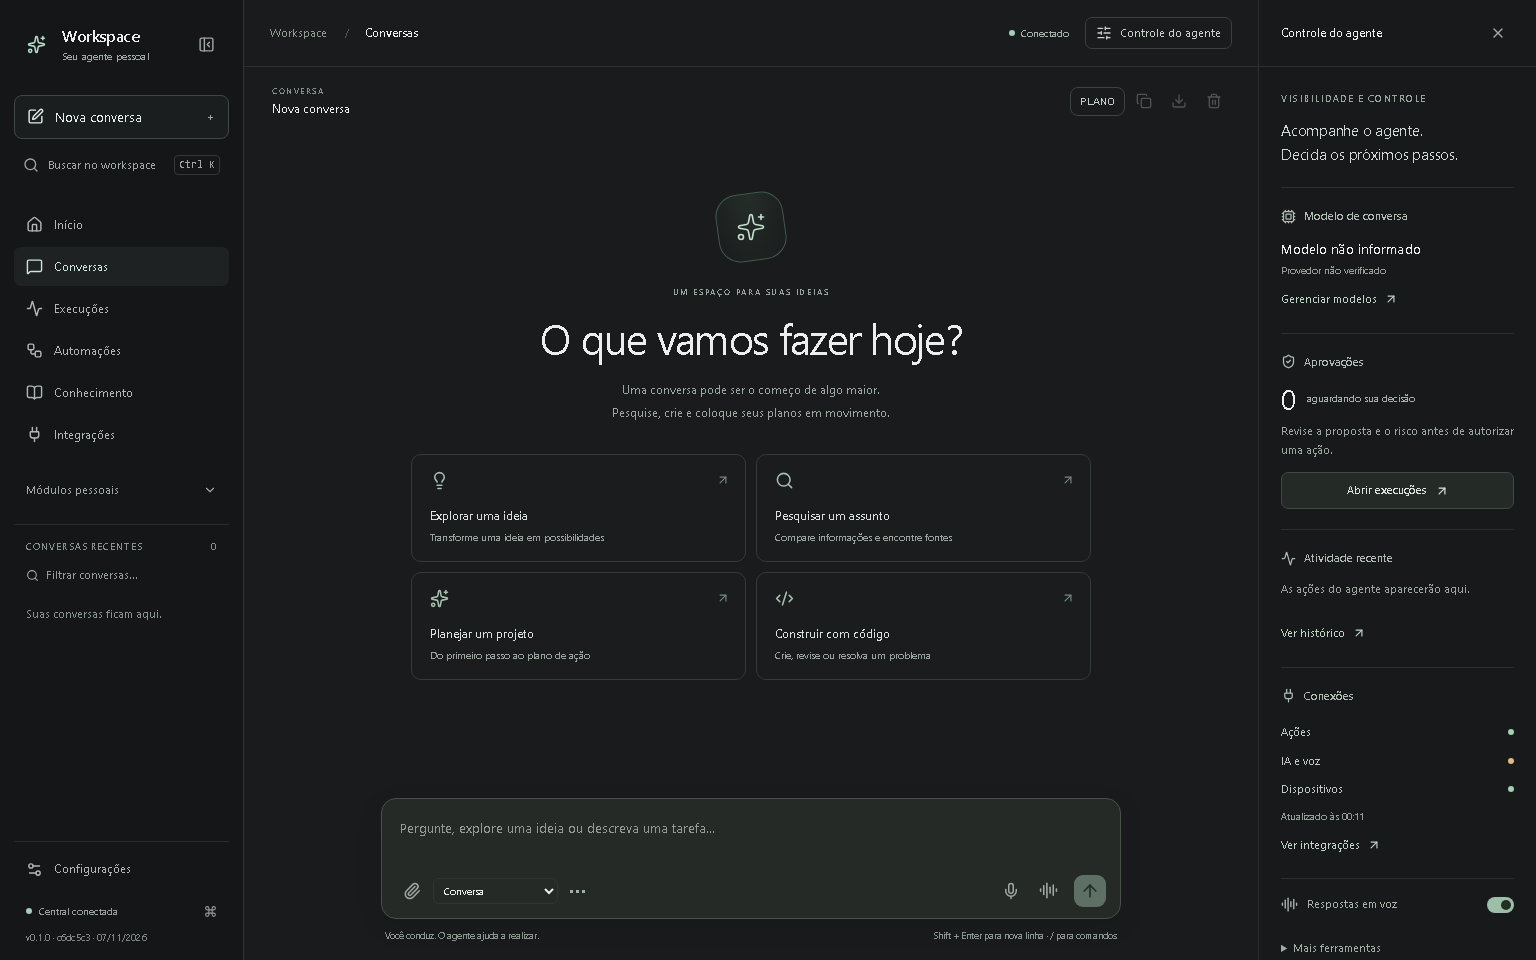 Workspace
Seu agente pessoal
Nova conversa
+
Buscar no workspace
Ctrl K
Início
Conversas
Execuções
Automações
Conhecimento
Integrações
Módulos pessoais
CONVERSAS RECENTES
0
Filtrar conversas...
Suas conversas ficam aqui.
Configurações
Central conectada
⌘
v0.1.0 · c6dc5c3 · 07/11/2026
Workspace / Conversas
Conectado
Controle do agente
CONVERSA
Nova conversa
PLANO
UM ESPAÇO PARA SUAS IDEIAS
O que vamos fazer hoje?
Uma conversa pode ser o começo de algo maior.
Pesquise, crie e coloque seus planos em movimento.
Explorar uma ideia
Transforme uma ideia em possibilidades
Pesquisar um assunto
Compare informações e encontre fontes
Planejar um projeto
Do primeiro passo ao plano de ação
Construir com código
Crie, revise ou resolva um problema
Pergunte, explore uma ideia ou descreva uma tarefa...
Conversa
Você conduz. O agente ajuda a realizar.
Shift + Enter para nova linha · / para comandos
Controle do agente
VISIBILIDADE E CONTROLE
Acompanhe o agente.
Decida os próximos passos.
Modelo de conversa
Modelo não informado
Provedor não verificado
Gerenciar modelos
Aprovações
0 aguardando sua decisão
Revise a proposta e o risco antes de autorizar
uma ação.
Abrir execuções
Atividade recente
As ações do agente aparecerão aqui.
Ver histórico
Conexões
Ações
IA e voz
Dispositivos
Atualizado às 00:11
Ver integrações
Respostas em voz
Mais ferramentas